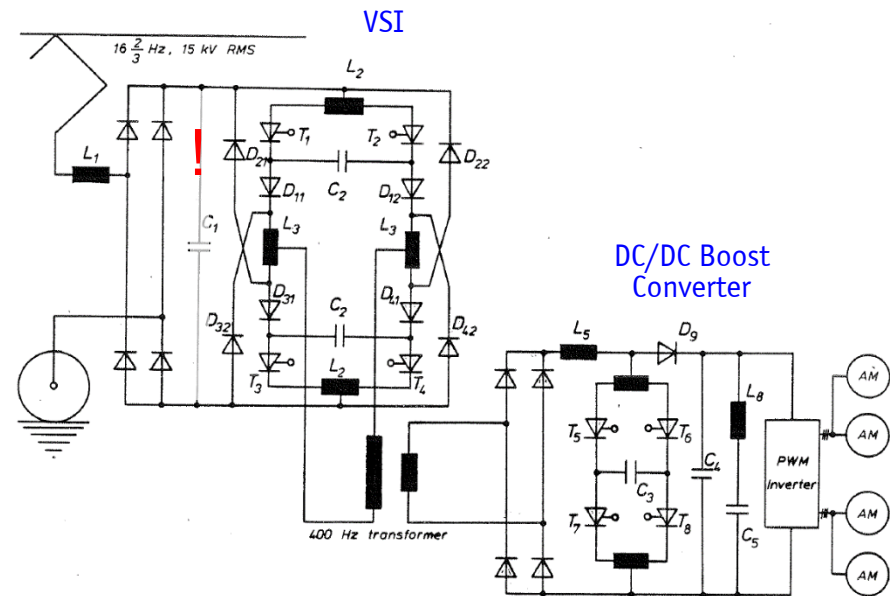 VSI
16 2/3 Hz, 15 kV RMS
L2
T1
T2
!
D21
D22
C2
L1
D11
D12
C1
L3
L3
DC/DC Boost
Converter
D31
C2
D41
D32
D42
L5
D9
T3
L2
T4
AM
L8
T5
T6
AM
C4
PWM
inverter
C3
T7
T8
AM
C5
400 Hz transformer
AM